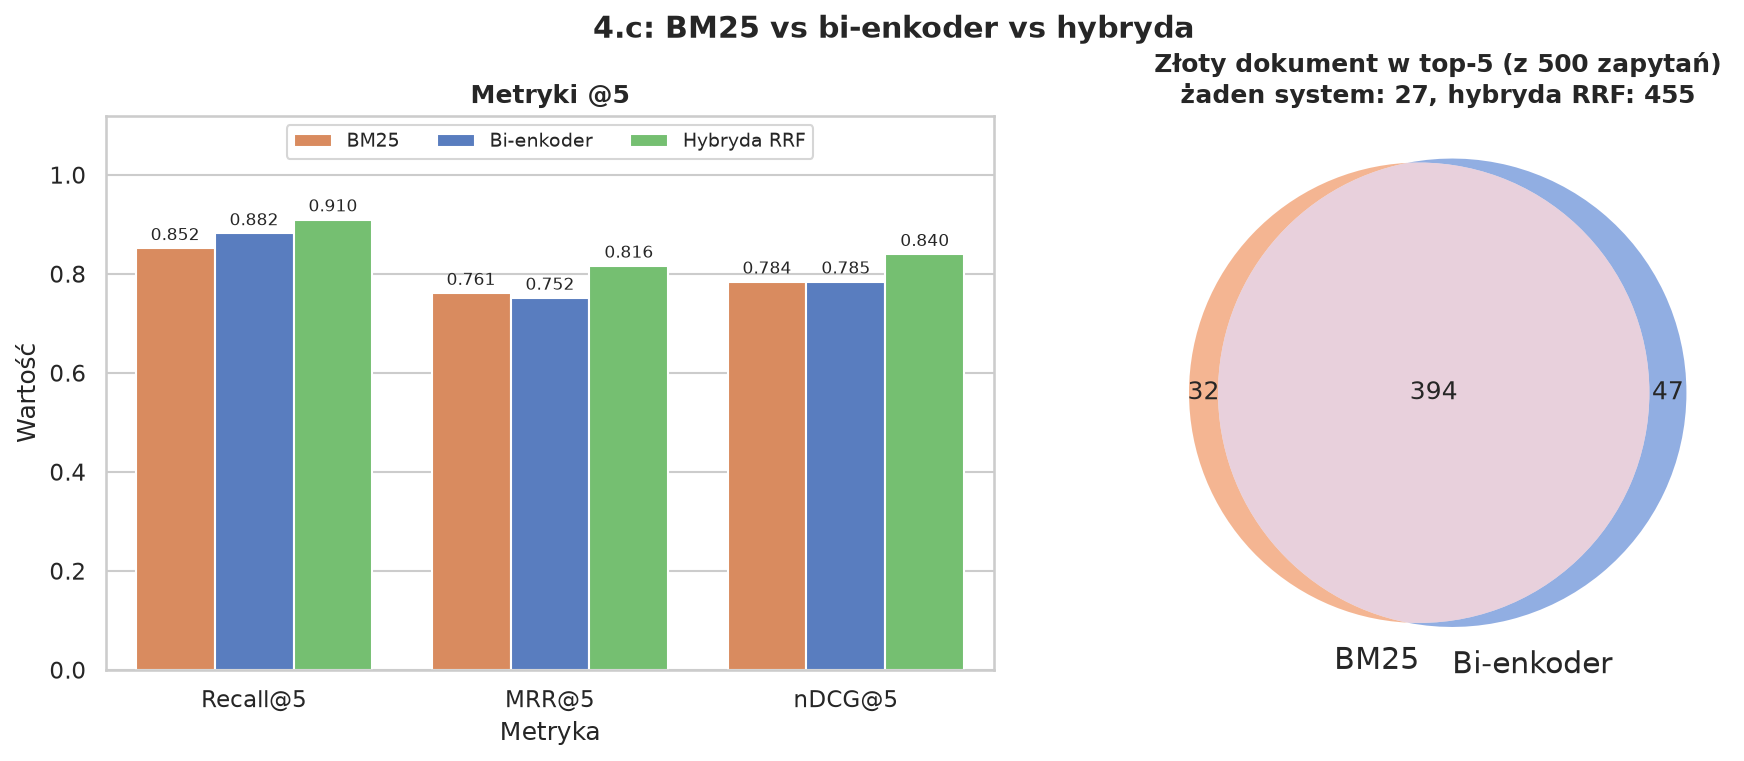 4.c: BM25 vs bi-enkoder vs hybryda
Metryki @5
BM25
Bi-enkoder
Hybryda RRF
Wartość
1.0
0.8
0.6
0.4
0.2
0.0
0.852
0.882
0.910
0.761
0.752
0.816
0.784
0.785
0.840
Recall@5
MRR@5
nDCG@5
Metryka
Złoty dokument w top-5 (z 500 zapytań)
żaden system: 27, hybryda RRF: 455
32
394
47
BM25
Bi-enkoder